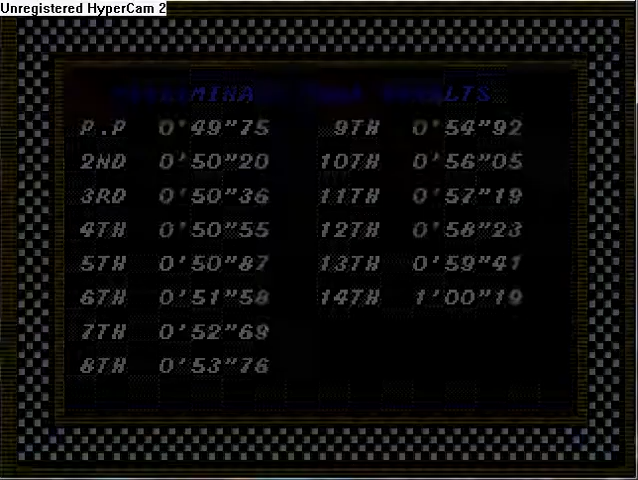 Unregistered HyperCam 2
P.P 0'49"75 9TH 0'54"92
2ND 0'50"20 10TH 0'56"05
3RD 0'50"36 11TH 0'57"19
4TH 0'50"55 12TH 0'58"23
5TH 0'50"87 13TH 0'59"41
6TH 0'51"58 14TH 1'00"19
7TH 0'52"69
8TH 0'53"76